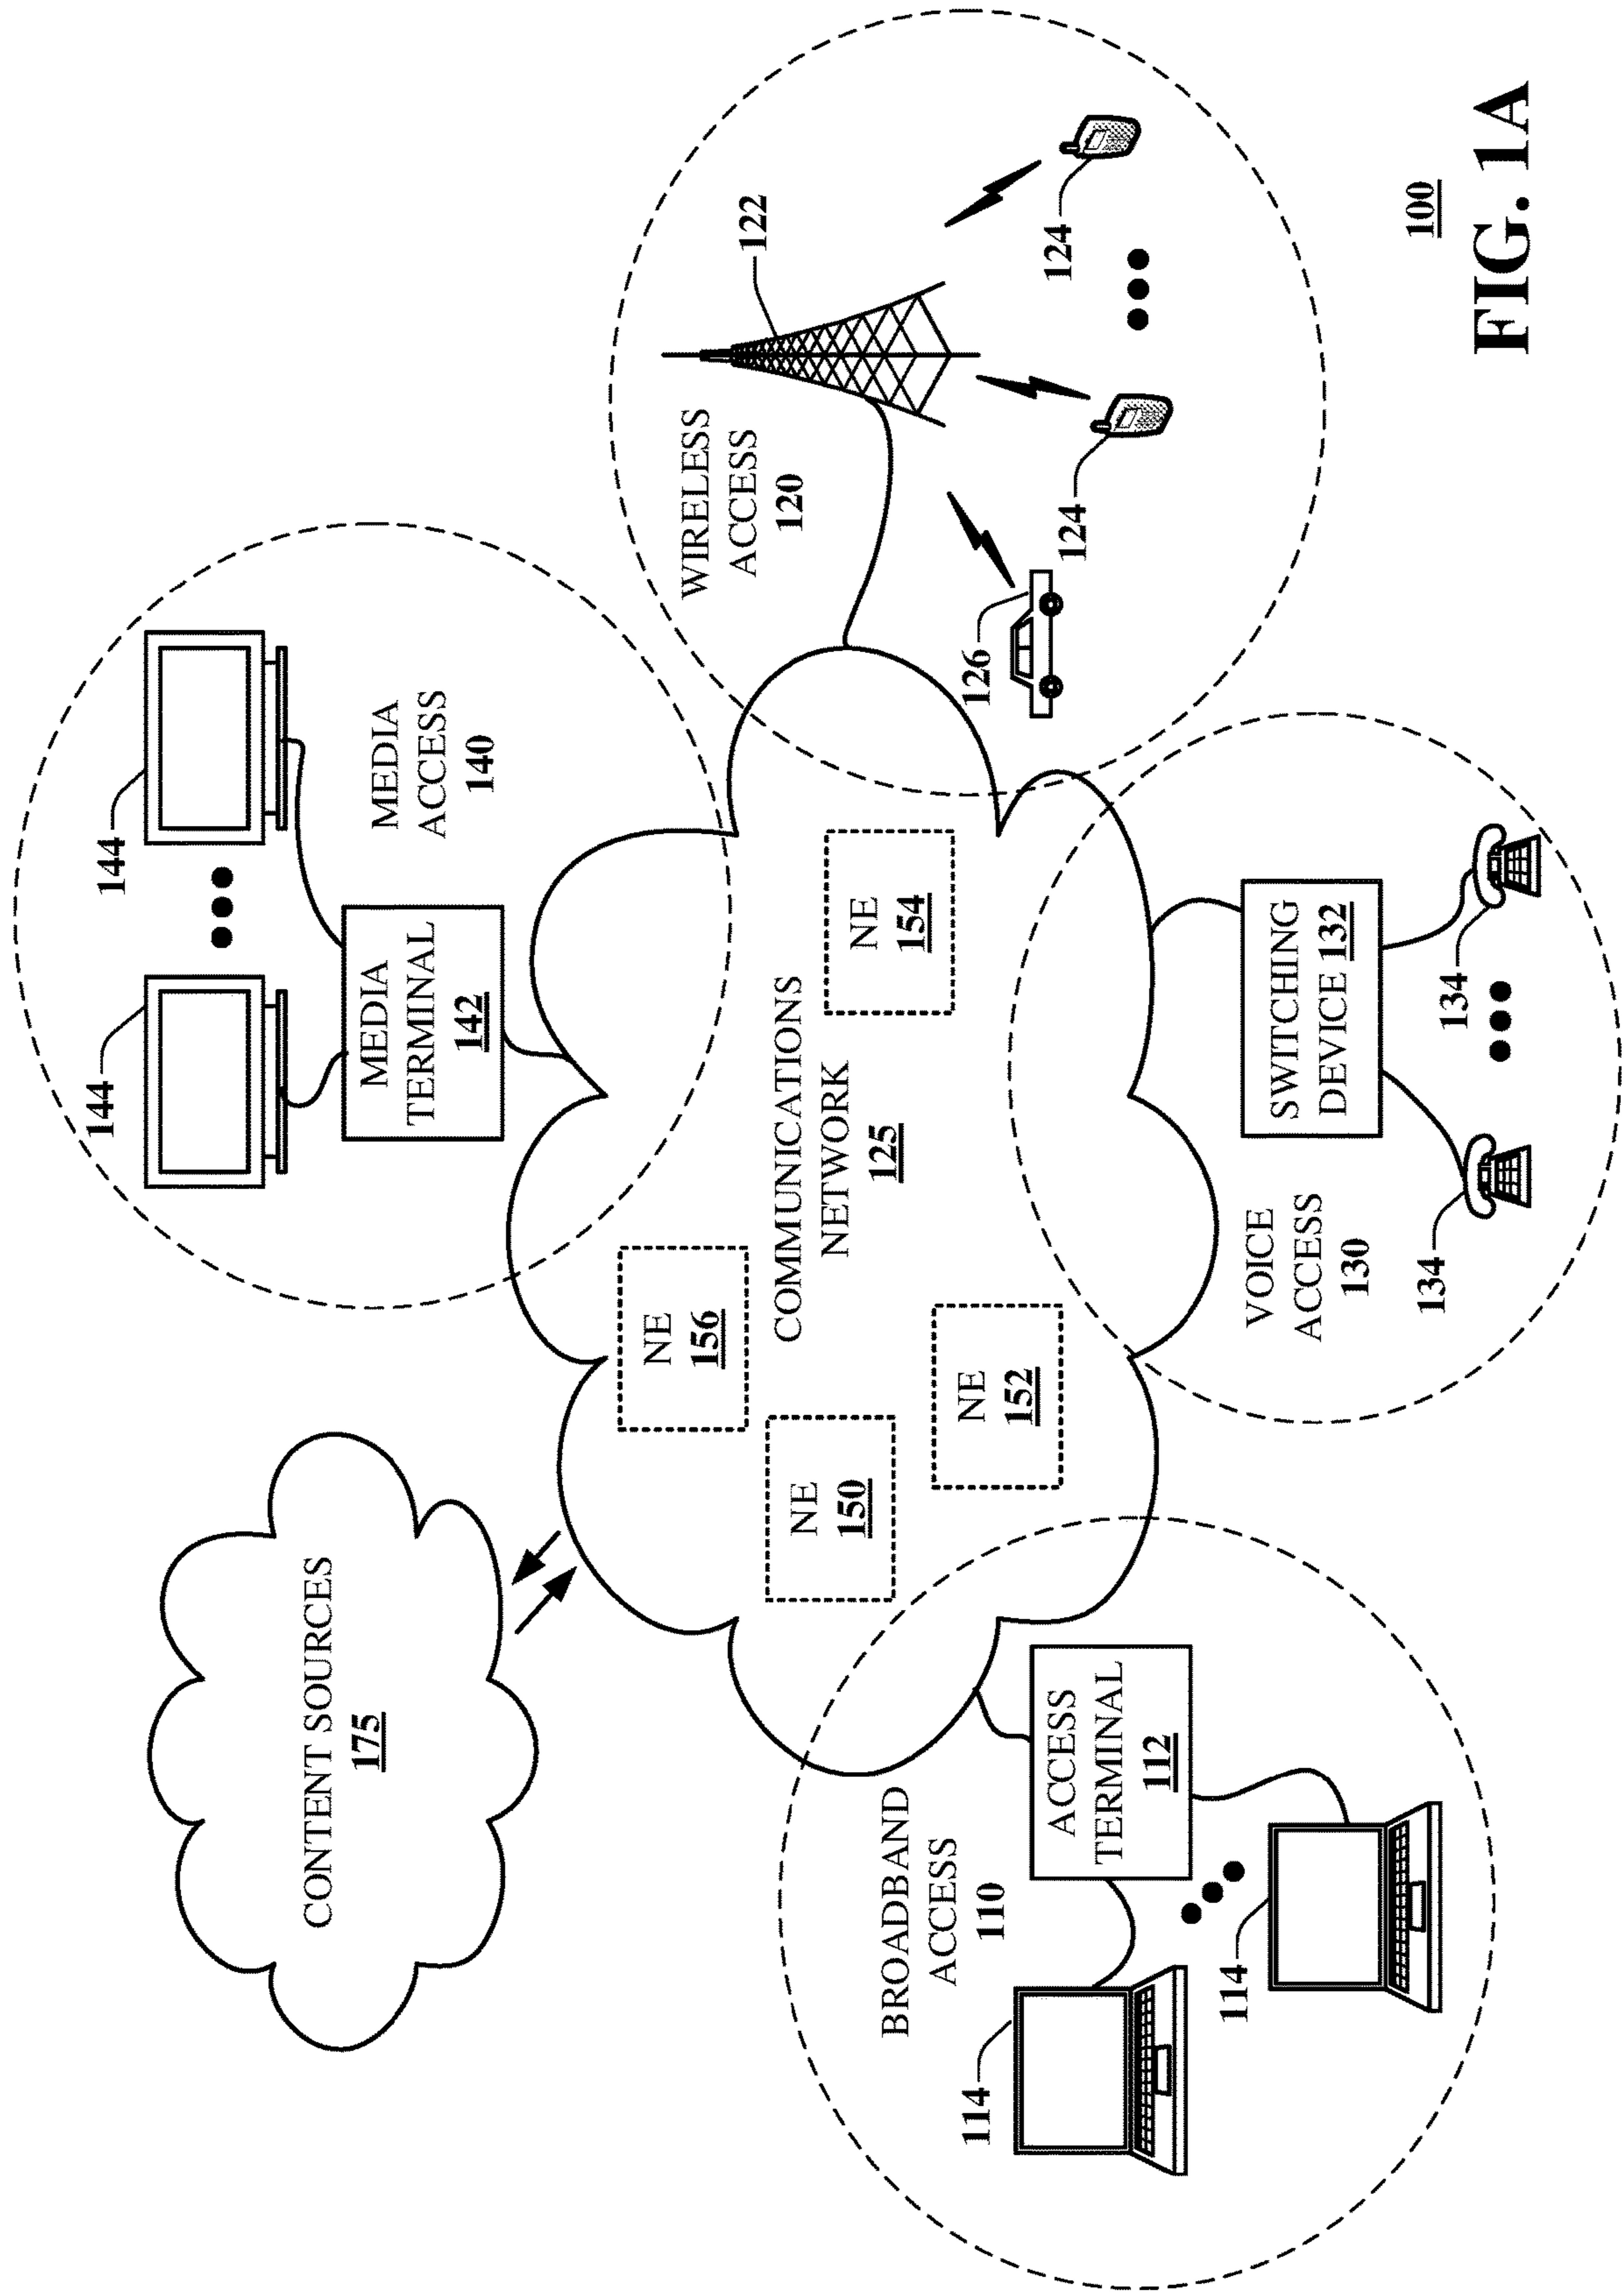 CONTENT SOURCES
175
144
144
MEDIA
TERMINAL
142
MEDIA
ACCESS
140
NE
156
NE
150
NE
152
COMMUNICATIONS
NETWORK
125
NE
154
WIRELESS
ACCESS
120
122
126
124
124
BROADBAND
ACCESS
110
ACCESS
TERMINAL
112
114
114
VOICE
ACCESS
130
SWITCHING
DEVICE 132
134
134
100
FIG. 1A